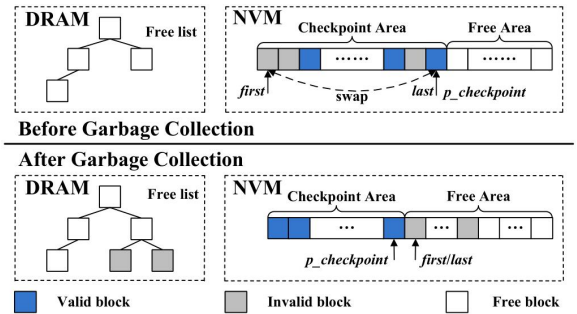 DRAM
Free list
NVM
Checkpoint Area
Free Area
······
···
first
swap
last
p_checkpoint
Before Garbage Collection
After Garbage Collection
DRAM
Free list
NVM
Checkpoint Area
Free Area
···
···
···
p_checkpoint
first/last
Valid block
Invalid block
Free block